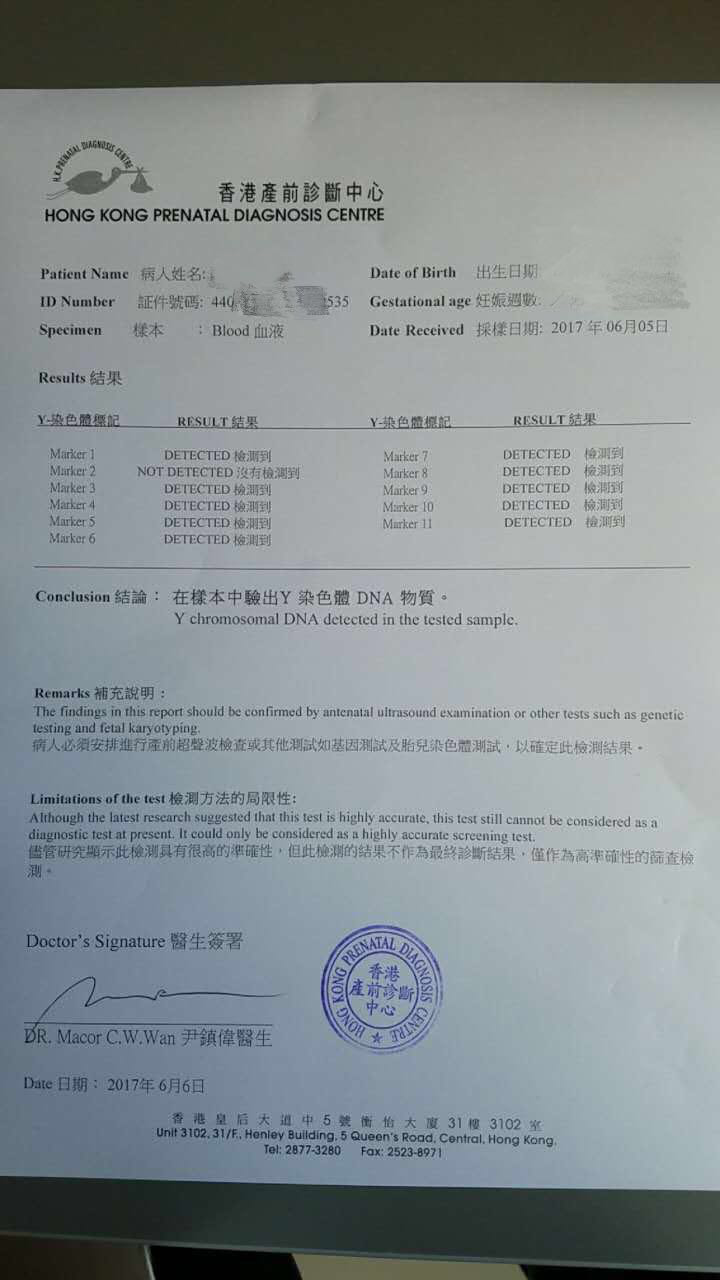 H.K. PRENATAL DIAGNOSIS CENTRE
香港產前診斷中心
HONG KONG PRENATAL DIAGNOSIS CENTRE
Patient Name 病人姓名:
Date of Birth 出生日期
ID Number 証件號碼: 440 535
Gestational age 妊娠週數:
Specimen 樣本 : Blood 血液
Date Received 採樣日期: 2017 年 06月05日
Results 結果
Y-染色體標記 RESULT 結果 Y-染色體標記 RESULT 結果
Marker 1 DETECTED 檢測到 Marker 7 DETECTED 檢測到
Marker 2 NOT DETECTED 沒有檢測到 Marker 8 DETECTED 檢測到
Marker 3 DETECTED 檢測到 Marker 9 DETECTED 檢測到
Marker 4 DETECTED 檢測到 Marker 10 DETECTED 檢測到
Marker 5 DETECTED 檢測到 Marker 11 DETECTED 檢測到
Marker 6 DETECTED 檢測到
Conclusion 結論： 在樣本中驗出Y 染色體 DNA 物質。
Y chromosomal DNA detected in the tested sample.
Remarks 補充說明：
The findings in this report should be confirmed by antenatal ultrasound examination or other tests such as genetic
testing and fetal karyotyping.
病人必須安排進行產前超聲波檢查或其他測試如基因測試及胎兒染色體測試，以確定此檢測結果。
Limitations of the test 檢測方法的局限性:
Although the latest research suggested that this test is highly accurate, this test still cannot be considered as a
diagnostic test at present. It could only be considered as a highly accurate screening test.
儘管研究顯示此檢測具有很高的準確性，但此檢測的結果不作為最終診斷結果，僅作為高準確性的篩查檢
測。
Doctor's Signature 醫生簽署
HONG KONG PRENATAL DIAGNOSIS CENTRE
香港
產前診斷
中心
DR. Macor C.W.Wan 尹鎮偉醫生
Date 日期： 2017年 6月6日
香港皇后大道中 5 號衡怡大廈 31 樓 3102 室
Unit 3102, 31/F., Henley Building, 5 Queen's Road, Central, Hong Kong.
Tel: 2877-3280 Fax: 2523-8971